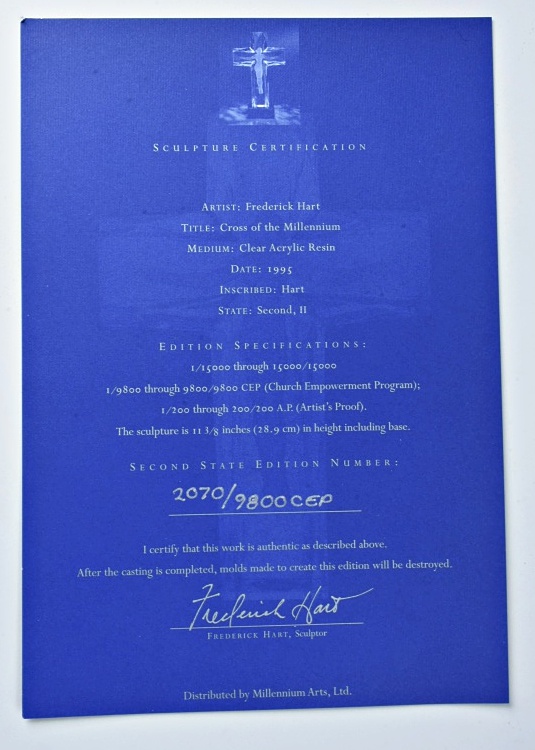 SCULPTURE CERTIFICATION
ARTIST: Frederick Hart
TITLE: Cross of the Millennium
MEDIUM: Clear Acrylic Resin
DATE: 1995
INSCRIBED: Hart
STATE: Second, II
EDITION SPECIFICATIONS:
1/15000 through 15000/15000
1/9800 through 9800/9800 CEP (Church Empowerment Program);
1/200 through 200/200 A.P. (Artist's Proof).
The sculpture is 11 3/8 inches (28.9 cm) in height including base.
SECOND STATE EDITION NUMBER:
2070/9800CEP
I certify that this work is authentic as described above.
After the casting is completed, molds made to create this edition will be destroyed.
Frederick Hart
FREDERICK HART, Sculptor
Distributed by Millennium Arts, Ltd.